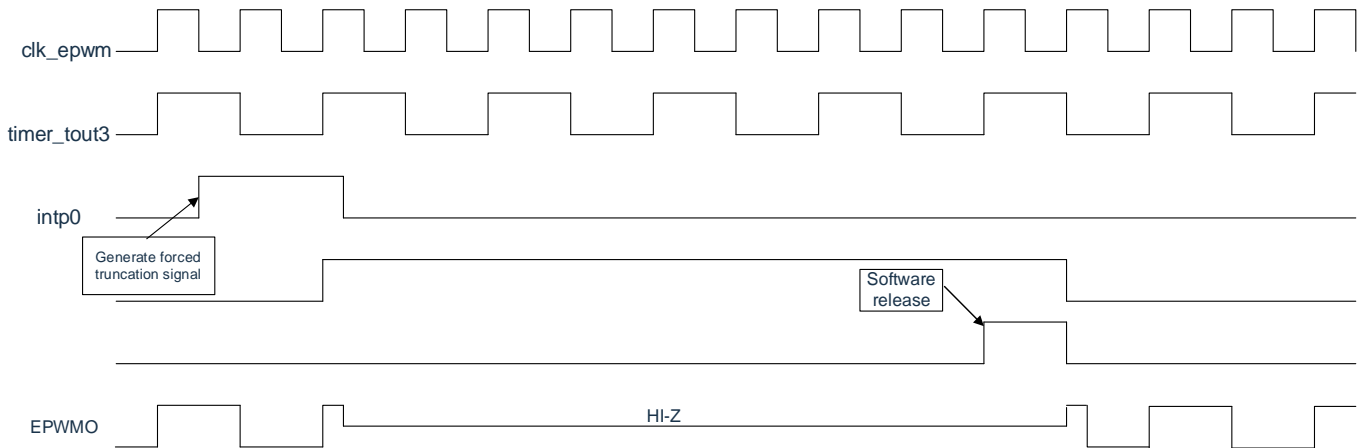 clk_epwm
timer_tout3
intp0
Generate forced
truncation signal
Software
release
HI-Z
EPWMO